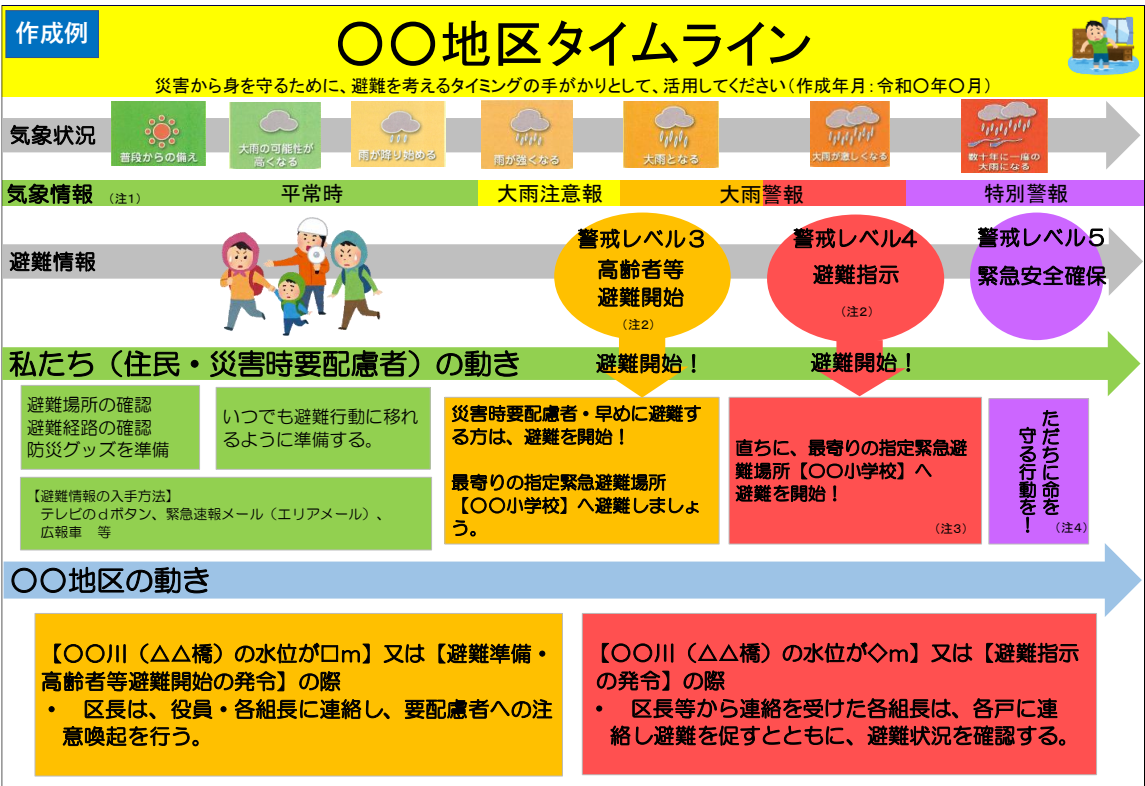 作成例
〇〇地区タイムライン
災害から身を守るために、避難を考えるタイミングの手がかりとして、活用してください（作成年月：令和〇年〇月）
気象状況
普段からの備え
大雨の可能性が
高くなる
雨が降り始める
雨が強くなる
大雨となる
大雨が激しくなる
数十年に一度の
大雨になる
気象情報（注1）
平常時
大雨注意報
大雨警報
特別警報
避難情報
警戒レベル３
高齢者等
避難開始
（注2）
警戒レベル4
避難指示
（注2）
警戒レベル５
緊急安全確保
私たち（住民・災害時要配慮者）の動き
避難開始！
避難開始！
避難場所の確認
避難経路の確認
防災グッズを準備
いつでも避難行動に移れ
るように準備する。
【避難情報の入手方法】
テレビのｄボタン、緊急速報メール（エリアメール）、
広報車　等
災害時要配慮者・早めに避難す
る方は、避難を開始！
最寄りの指定緊急避難場所
【〇〇小学校】へ避難しましょ
う。
直ちに、最寄りの指定緊急避
難場所【〇〇小学校】へ
避難を開始！
（注3）
ただちに命を
守る行動を！
（注4）
〇〇地区の動き
【〇〇川（△△橋）の水位が□ｍ】又は【避難準備・
高齢者等避難開始の発令】の際
・　区長は、役員・各組長に連絡し、要配慮者への注
意喚起を行う。
【〇〇川（△△橋）の水位が◇ｍ】又は【避難指示
の発令】の際
・　区長等から連絡を受けた各組長は、各戸に連
絡し避難を促すとともに、避難状況を確認する。